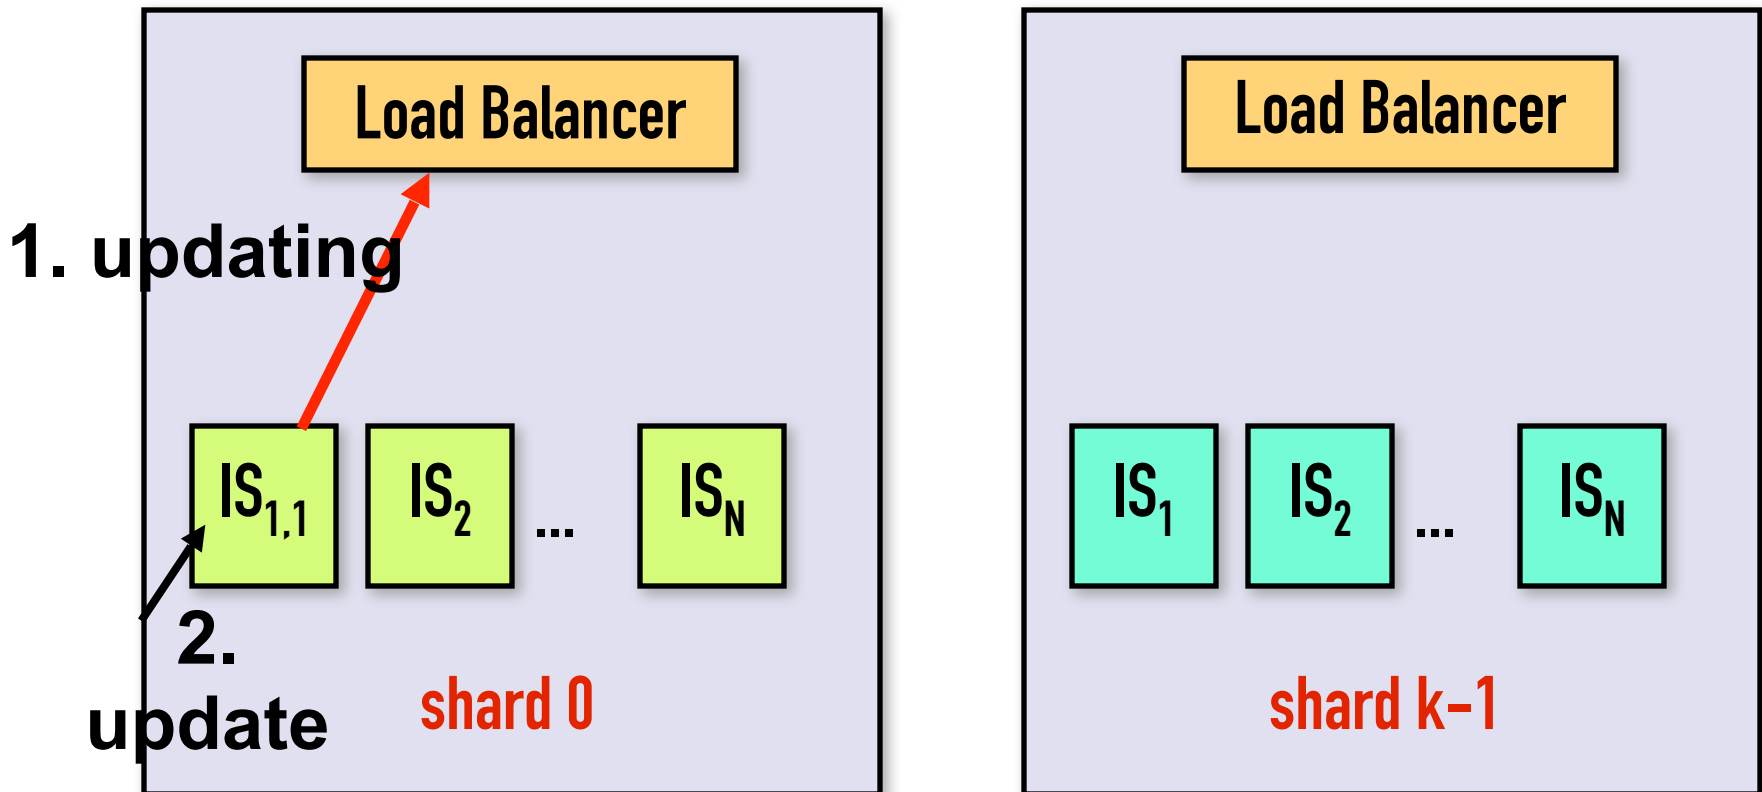 Load Balancer
Load Balancer
1. updating
IS1,1
IS2
...
ISN
IS1
IS2
...
ISN
2.
update
shard 0
shard k-1